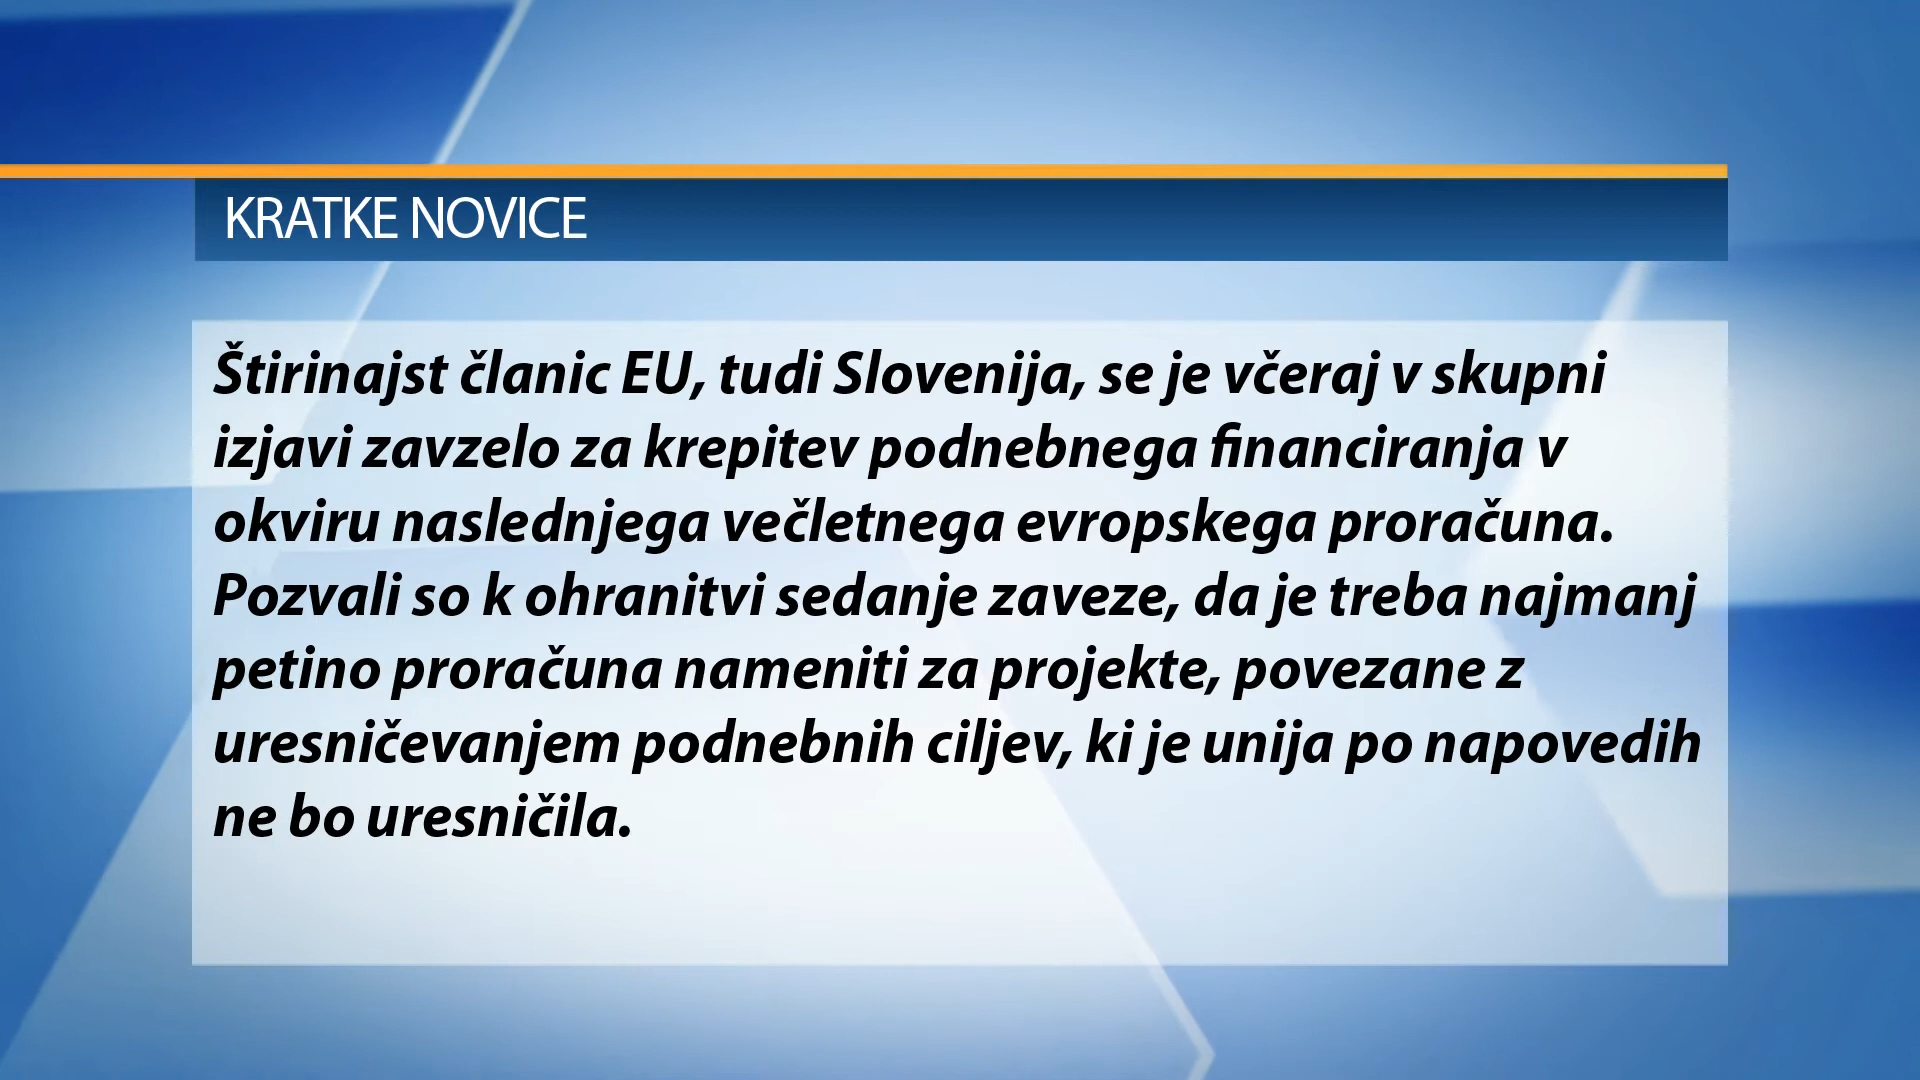 KRATKE NOVICE
Štirinajst članic EU, tudi Slovenija, se je včeraj v skupni
izjavi zavzelo za krepitev podnebnega financiranja v
okviru naslednjega večletnega evropskega proračuna.
Pozvali so k ohranitvi sedanje zaveze, da je treba najmanj
petino proračuna nameniti za projekte, povezane z
uresničevanjem podnebnih ciljev, ki je unija po napovedih
ne bo uresničila.